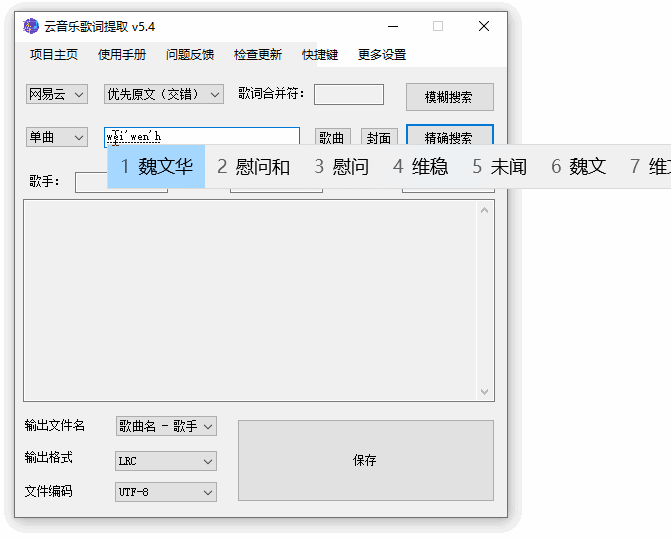 云音乐歌词提取 v5.4
项目主页 使用手册 问题反馈 检查更新 快捷键 更多设置
网易云 优先原文（交错） 歌词合并符： 模糊搜索
单曲 wei'wen'h 歌曲 封面 精确搜索
1 魏文华 2 慰问和 3 慰问 4 维稳 5 未闻 6 魏文 7 维
歌手：
输出文件名 歌曲名 - 歌手
输出格式 LRC
文件编码 UTF-8
保存